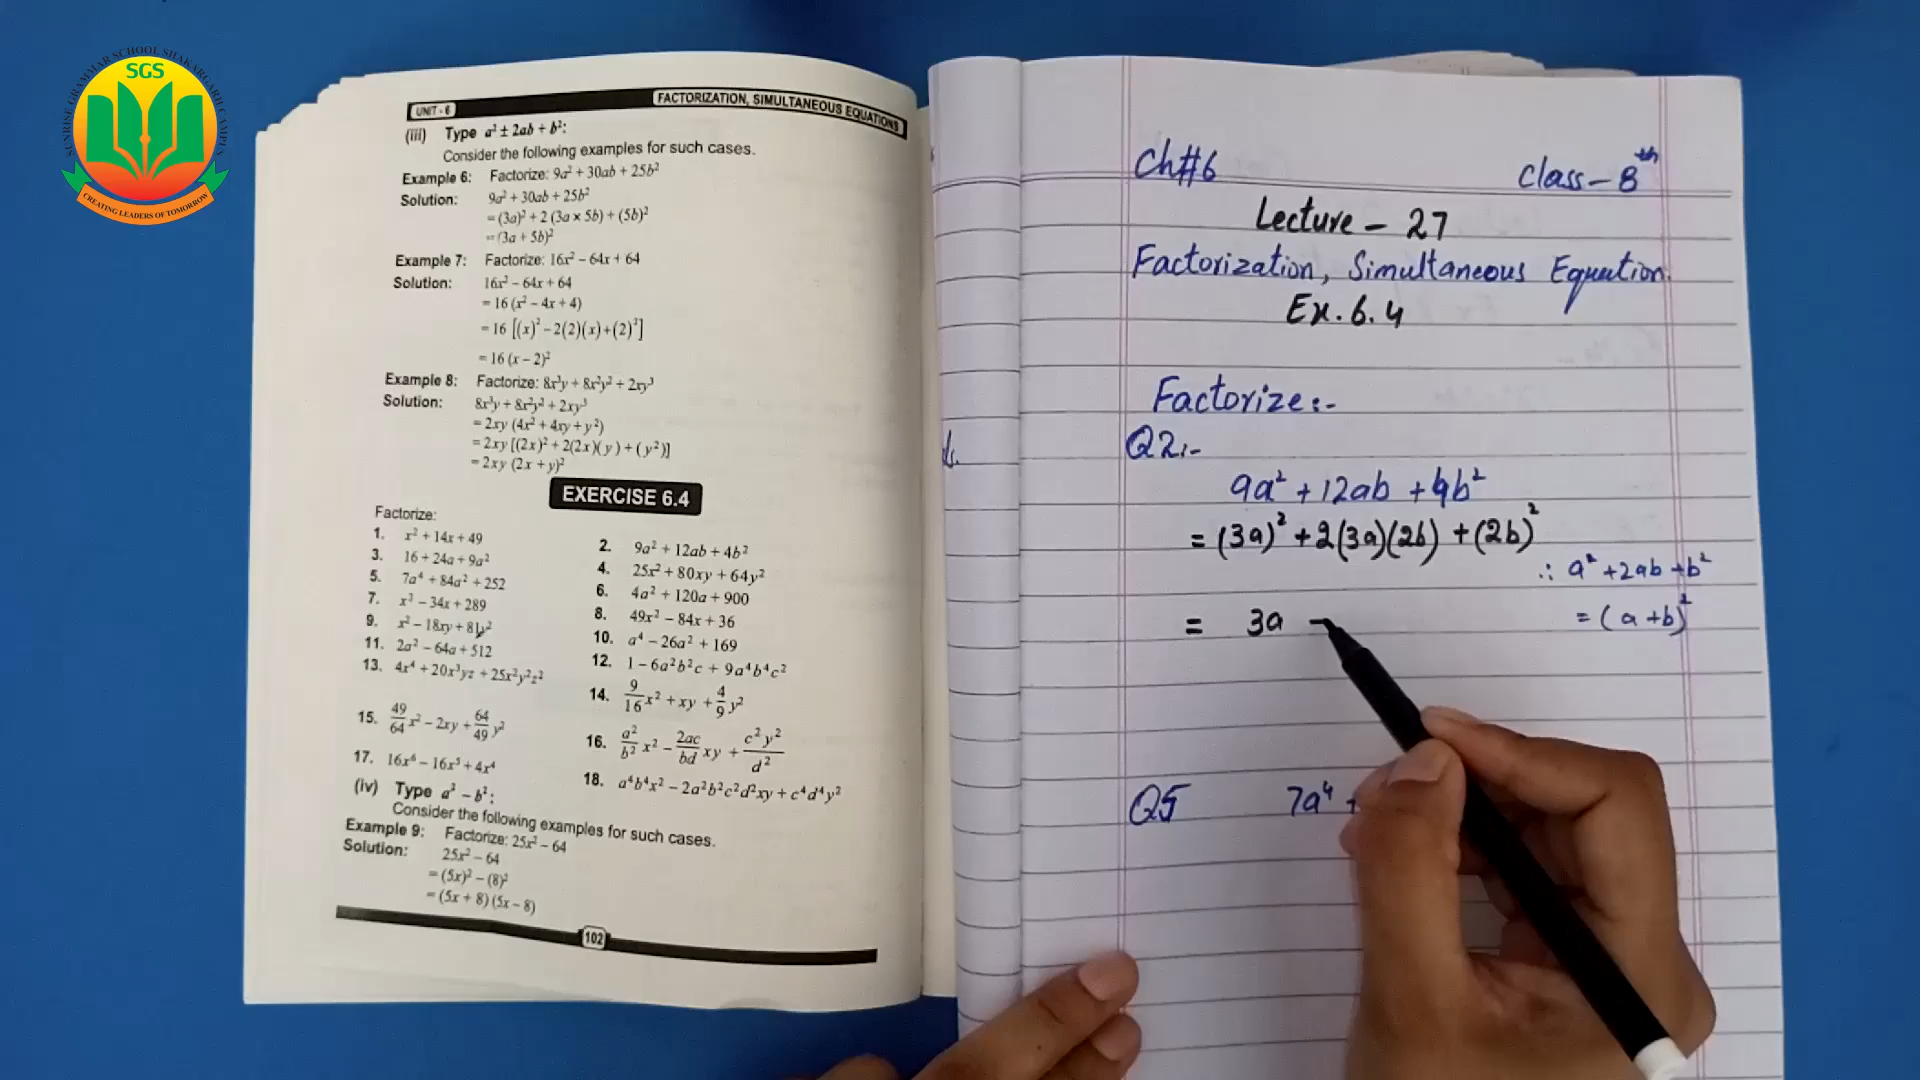 SUNRISE GRAMMAR SCHOOL SHAKARGARH CAMPUS
SGS
CREATING LEADERS OF TOMORROW
UNIT - 6
FACTORIZATION, SIMULTANEOUS EQUATIONS
(iii) Type a² ± 2ab + b²:
Consider the following examples for such cases.
Example 6: Factorize: 9a² + 30ab + 25b²
Solution: 9a² + 30ab + 25b²
= (3a)² + 2 (3a × 5b) + (5b)²
= (3a + 5b)²
Example 7: Factorize: 16x² – 64x + 64
Solution: 16x² – 64x + 64
= 16 (x² – 4x + 4)
= 16 [(x)² – 2(2)(x)+(2)²]
= 16 (x – 2)²
Example 8: Factorize: 8x³y + 8x²y² + 2xy³
Solution: 8x³y + 8x²y² + 2xy³
= 2xy (4x² + 4xy + y²)
= 2xy [(2x)² + 2(2x)(y) + (y²)]
= 2xy (2x + y)²
EXERCISE 6.4
Factorize:
1. x² + 14x + 49
2. 9a² + 12ab + 4b²
3. 16 + 24a + 9a²
4. 25x² + 80xy + 64y²
5. 7a⁴ + 84a² + 252
6. 4a² + 120a + 900
7. x² – 34x + 289
8. 49x² – 84x + 36
9. x² – 18xy + 81y²
10. a⁴ – 26a² + 169
11. 2a² – 64a + 512
12. 1 – 6a²b²c + 9a⁴b⁴c²
13. 4x⁴ + 20x³yz + 25x²y²z²
14. 9/16 x² + xy + 4/9 y²
15. 49/64 x² – 2xy + 64/49 y²
16. a²/b² x² – 2ac/bd xy + c²y²/d²
17. 16x⁶ – 16x⁵ + 4x⁴
18. a⁴b⁴x² – 2a²b²c²d²xy + c⁴d⁴y²
(iv) Type a² – b²:
Consider the following examples for such cases.
Example 9: Factorize: 25x² – 64
Solution: 25x² – 64
= (5x)² – (8)²
= (5x + 8) (5x – 8)
102
Ch#6 Class - 8th
Lecture - 27
Factorization, Simultaneous Equation.
Ex. 6.4
Factorize:-
Q2:-
9a² + 12ab + 4b²
= (3a)² + 2(3a)(2b) + (2b)²
∴ a² + 2ab + b²
= (a + b)²
= 3a -
Q5 7a⁴ +